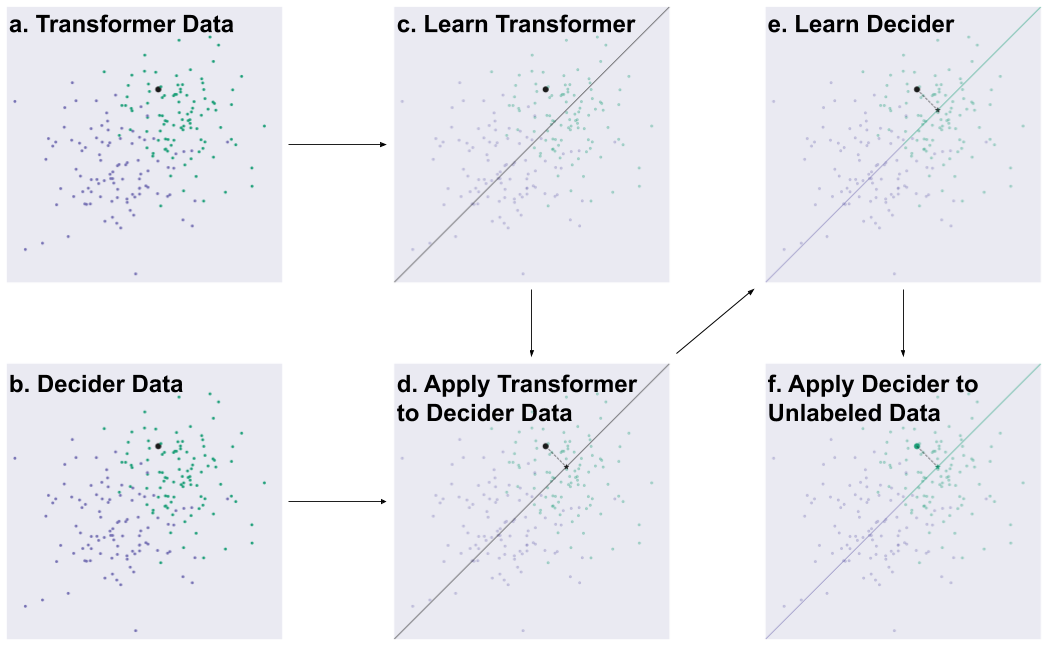 a. Transformer Data
c. Learn Transformer
e. Learn Decider
b. Decider Data
d. Apply Transformer
to Decider Data
f. Apply Decider to
Unlabeled Data